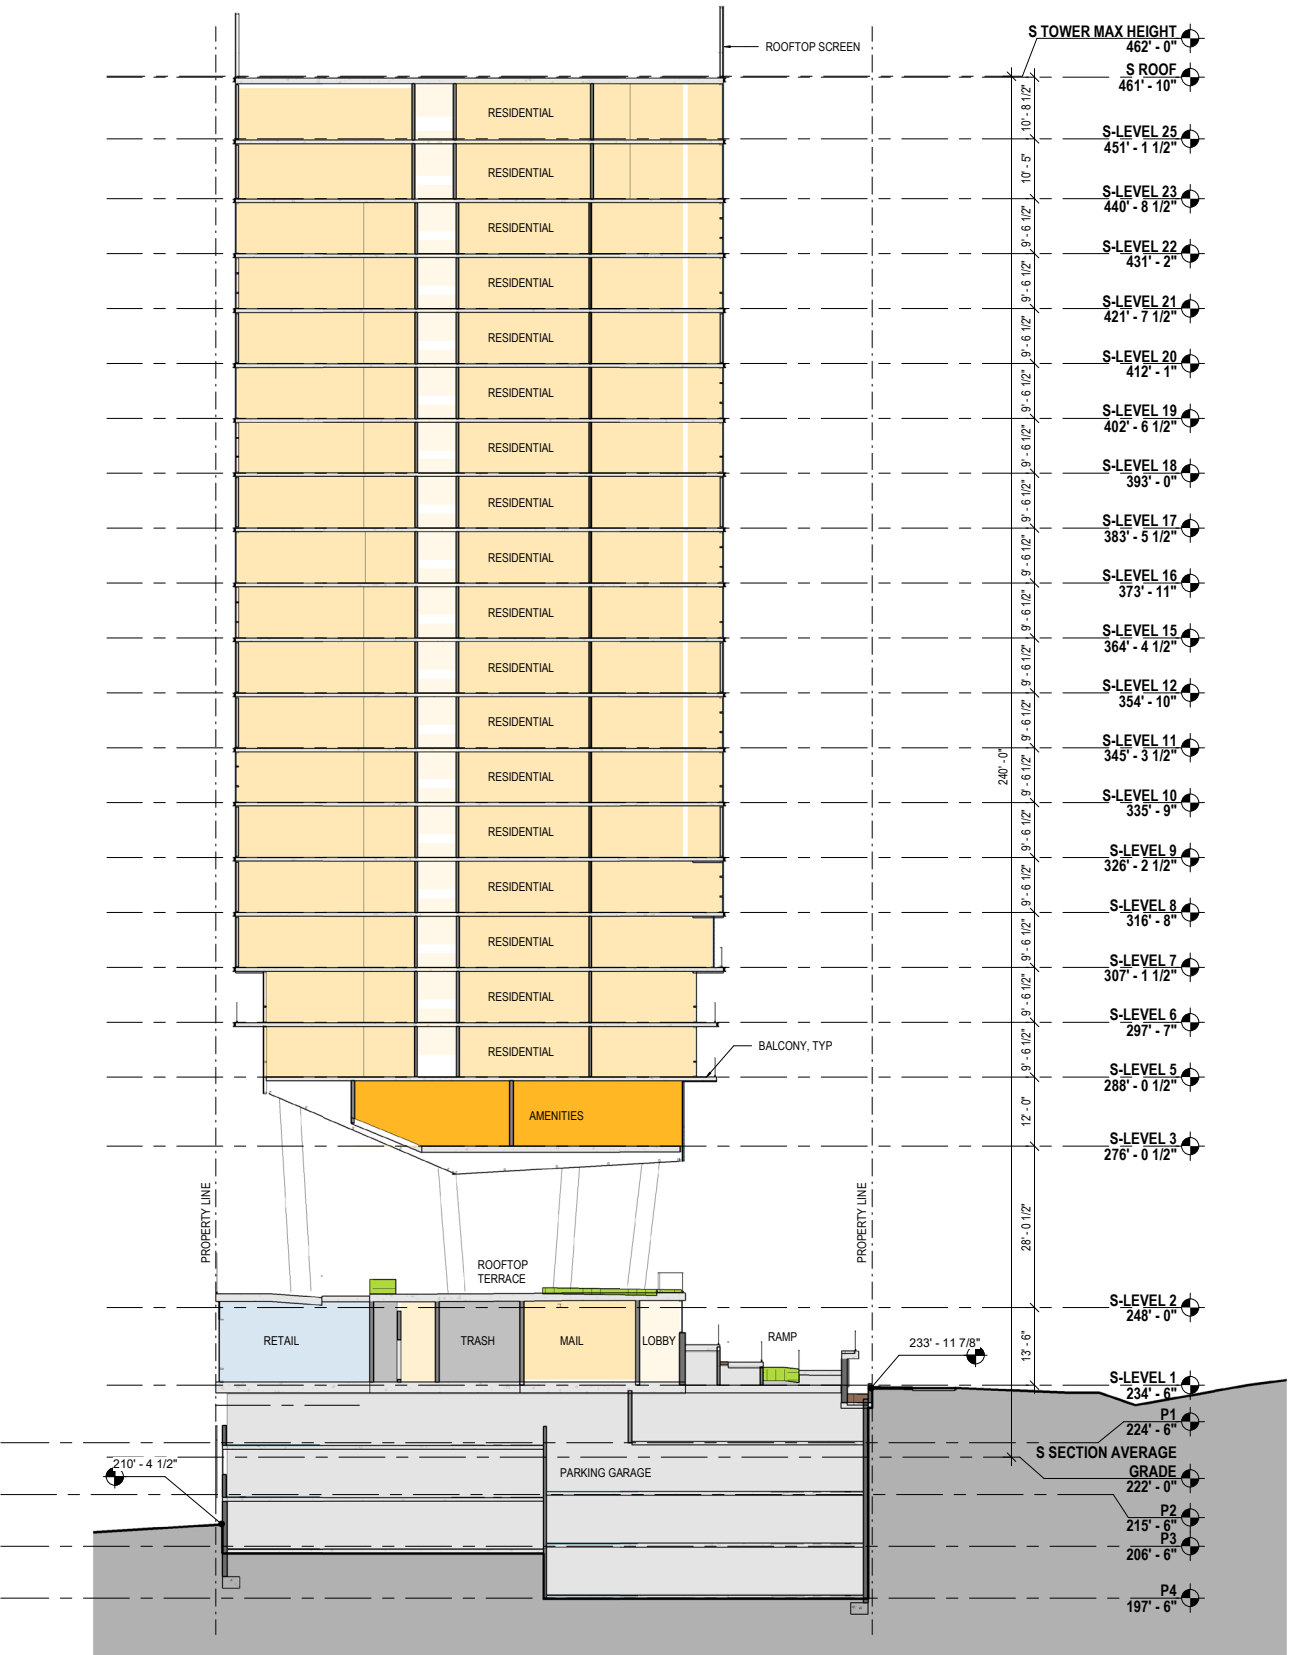 S TOWER MAX HEIGHT
462' - 0"
ROOFTOP SCREEN
S ROOF
461' - 10"
10' - 8 1/2"
RESIDENTIAL
S-LEVEL 25
451' - 1 1/2"
10' - 5"
RESIDENTIAL
S-LEVEL 23
440' - 8 1/2"
9' - 6 1/2"
RESIDENTIAL
S-LEVEL 22
431' - 2"
9' - 6 1/2"
RESIDENTIAL
S-LEVEL 21
421' - 7 1/2"
9' - 6 1/2"
RESIDENTIAL
S-LEVEL 20
412' - 1"
9' - 6 1/2"
RESIDENTIAL
S-LEVEL 19
402' - 6 1/2"
9' - 6 1/2"
RESIDENTIAL
S-LEVEL 18
393' - 0"
9' - 6 1/2"
RESIDENTIAL
S-LEVEL 17
383' - 5 1/2"
9' - 6 1/2"
RESIDENTIAL
S-LEVEL 16
373' - 11"
9' - 6 1/2"
RESIDENTIAL
S-LEVEL 15
364' - 4 1/2"
9' - 6 1/2"
RESIDENTIAL
S-LEVEL 12
354' - 10"
9' - 6 1/2"
RESIDENTIAL
S-LEVEL 11
345' - 3 1/2"
240' - 0"
9' - 6 1/2"
RESIDENTIAL
S-LEVEL 10
335' - 9"
9' - 6 1/2"
RESIDENTIAL
S-LEVEL 9
326' - 2 1/2"
9' - 6 1/2"
RESIDENTIAL
S-LEVEL 8
316' - 8"
9' - 6 1/2"
RESIDENTIAL
S-LEVEL 7
307' - 1 1/2"
9' - 6 1/2"
RESIDENTIAL
S-LEVEL 6
297' - 7"
9' - 6 1/2"
RESIDENTIAL
BALCONY, TYP
S-LEVEL 5
288' - 0 1/2"
12' - 0"
AMENITIES
S-LEVEL 3
276' - 0 1/2"
PROPERTY LINE
PROPERTY LINE
28' - 0 1/2"
ROOFTOP
TERRACE
S-LEVEL 2
248' - 0"
RETAIL
TRASH
MAIL
LOBBY
RAMP
233' - 11 7/8"
13' - 6"
S-LEVEL 1
234' - 6"
P1
224' - 6"
S SECTION AVERAGE
GRADE
222' - 0"
210' - 4 1/2"
PARKING GARAGE
P2
215' - 6"
P3
206' - 6"
P4
197' - 6"